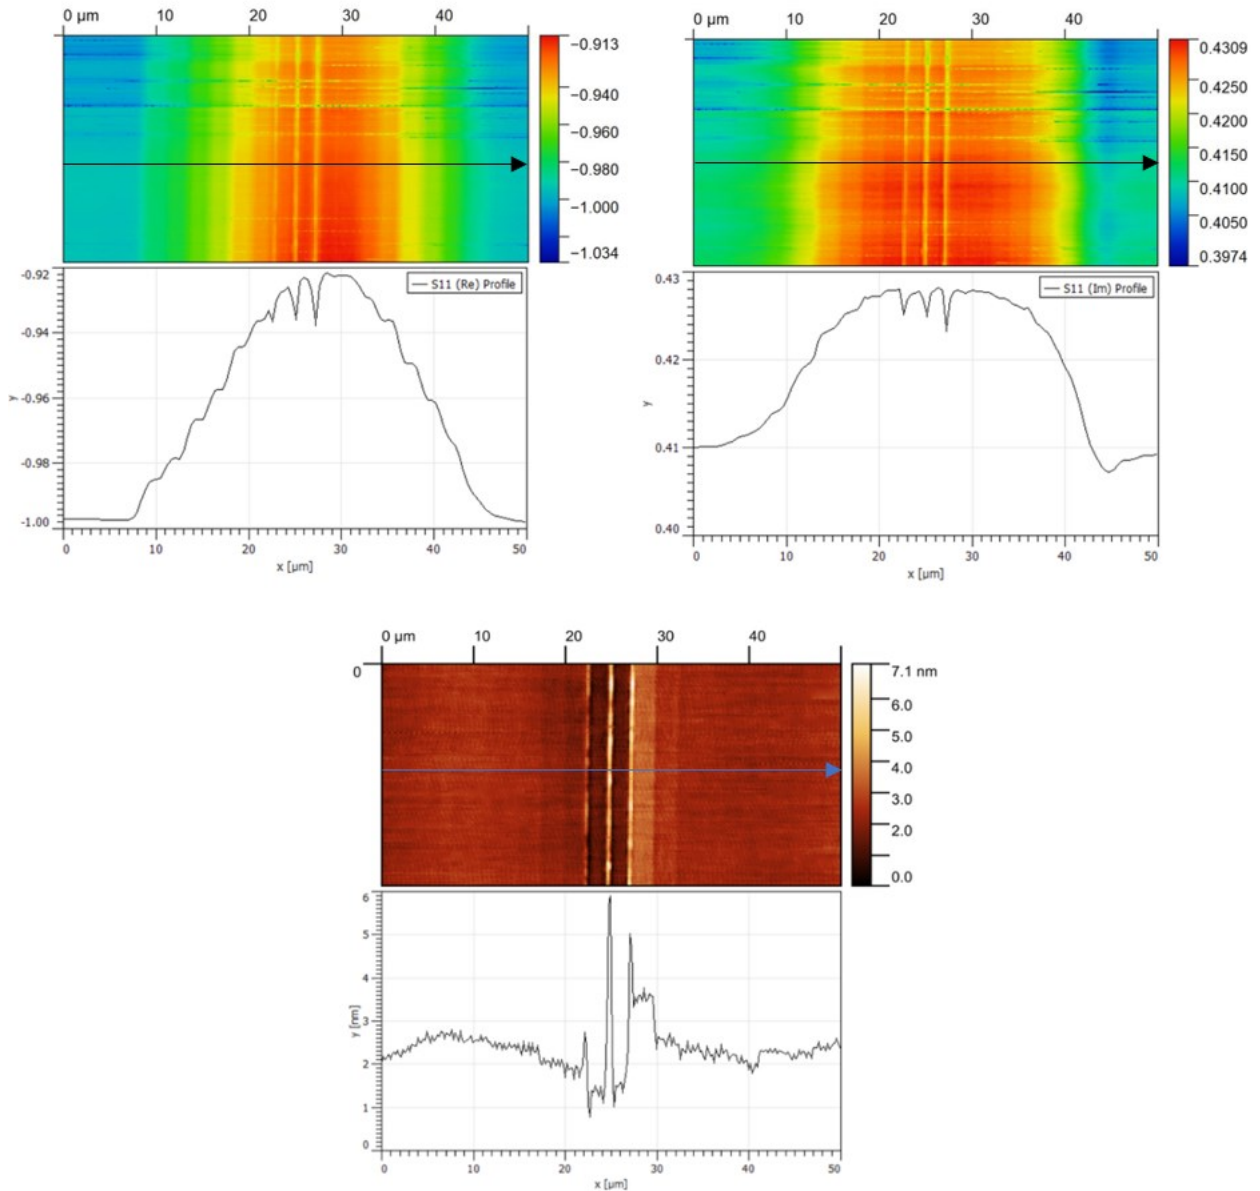 0 µm 10 20 30 40
−0.913
−0.940
−0.960
−0.980
−1.000
−1.034
0 µm 10 20 30 40
0.4309
0.4250
0.4200
0.4150
0.4100
0.4050
0.3974
-0.92
-0.94
-0.96
-0.98
-1.00
y
S11 (Re) Profile
0 10 20 30 40 50
x [µm]
0.43
0.42
0.41
0.40
y
S11 (Im) Profile
0 10 20 30 40 50
x [µm]
0 µm 10 20 30 40
0
7.1 nm
6.0
5.0
4.0
3.0
2.0
0.0
6
5
4
3
2
1
0
y [nm]
0 10 20 30 40 50
x [µm]